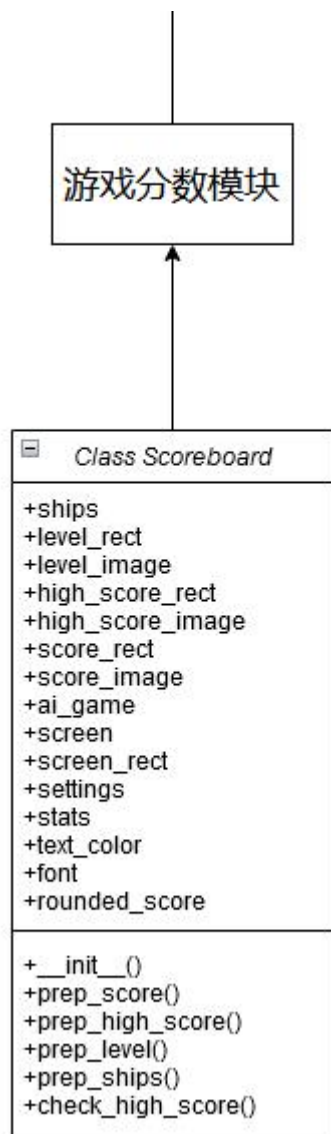 游戏分数模块
Class Scoreboard
+ships
+level_rect
+level_image
+high_score_rect
+high_score_image
+score_rect
+score_image
+ai_game
+screen
+screen_rect
+settings
+stats
+text_color
+font
+rounded_score
+__init__()
+prep_score()
+prep_high_score()
+prep_level()
+prep_ships()
+check_high_score()